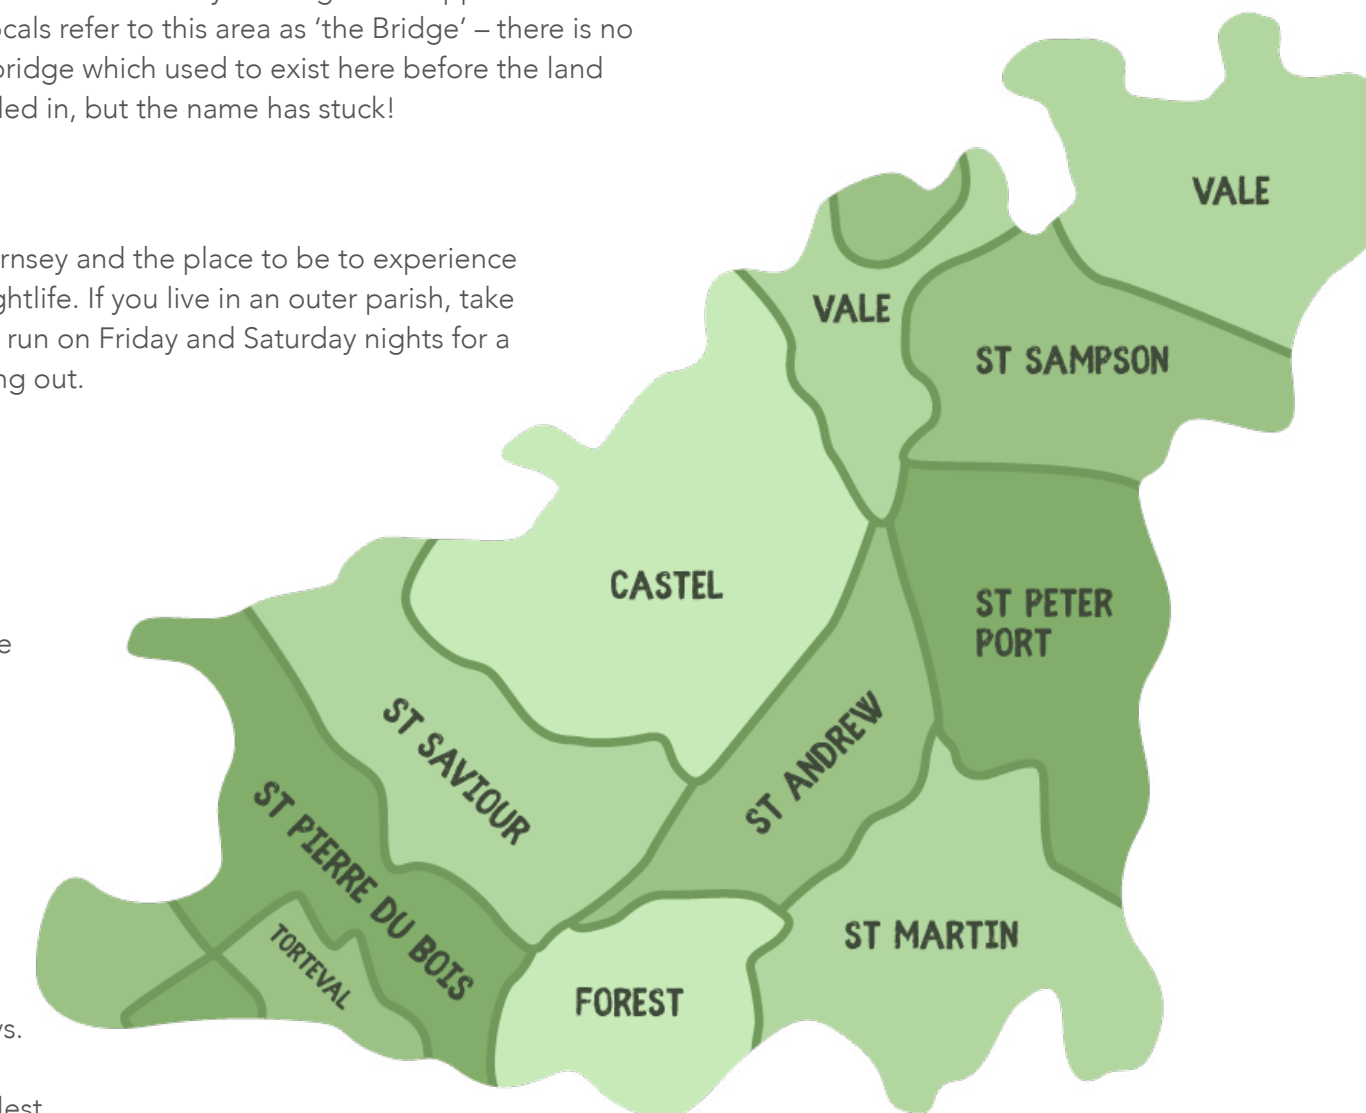 locals refer to this area as ‘the Bridge’ – there is no
bridge which used to exist here before the land
led in, but the name has stuck!
rnsey and the place to be to experience
ghtlife. If you live in an outer parish, take
run on Friday and Saturday nights for a
ng out.
e
vs.
lest
VALE
VALE
ST SAMPSON
CASTEL
ST PETER
PORT
ST SAVIOUR
ST ANDREW
ST PIERRE DU BOIS
TORTEVAL
FOREST
ST MARTIN